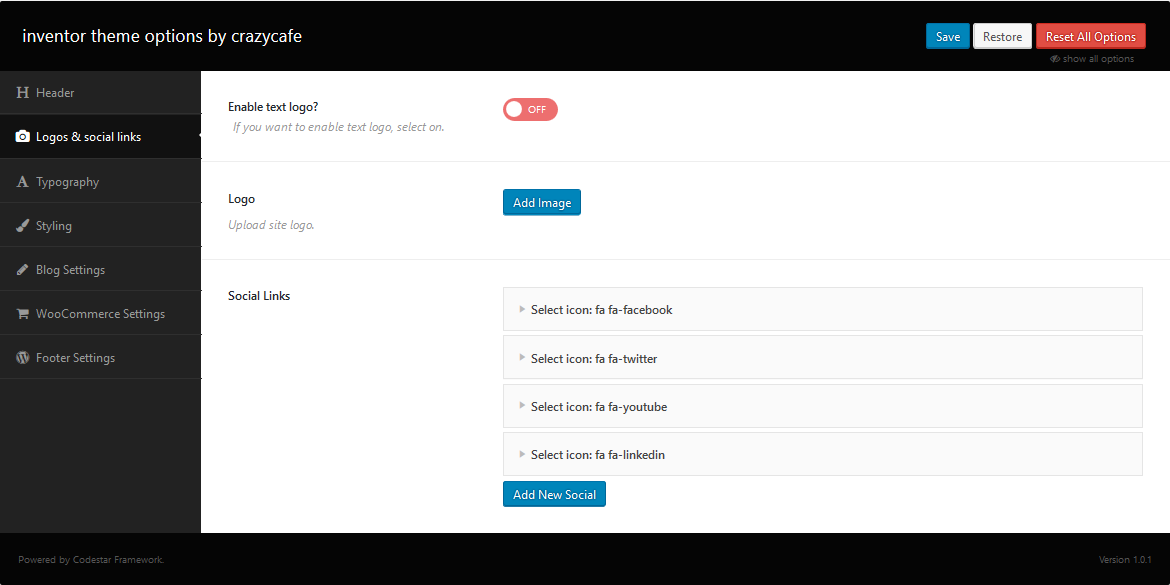 inventor theme options by crazycafe
Save
Restore
Reset All Options
show all options
Header
Logos & social links
Typography
Styling
Blog Settings
WooCommerce Settings
Footer Settings
Enable text logo?
If you want to enable text logo, select on.
OFF
Logo
Upload site logo.
Add Image
Social Links
Select icon: fa fa-facebook
Select icon: fa fa-twitter
Select icon: fa fa-youtube
Select icon: fa fa-linkedin
Add New Social
Powered by Codestar Framework.
Version 1.0.1